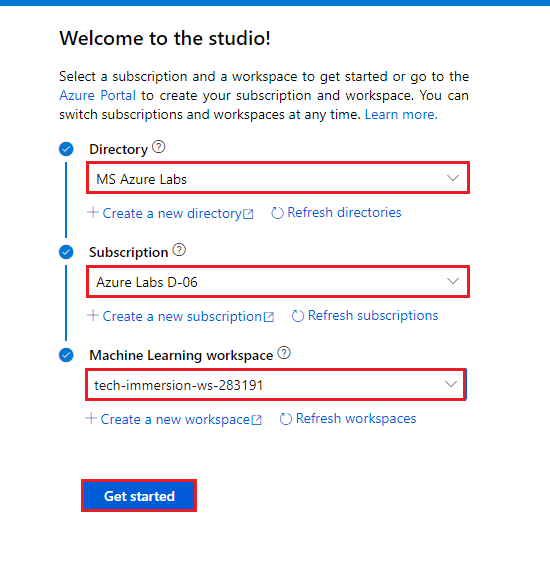 Welcome to the studio!
Select a subscription and a workspace to get started or go to the
Azure Portal to create your subscription and workspace. You can
switch subscriptions and workspaces at any time. Learn more.
Directory ?
MS Azure Labs
+ Create a new directory Refresh directories
Subscription ?
Azure Labs D-06
+ Create a new subscription Refresh subscriptions
Machine Learning workspace ?
tech-immersion-ws-283191
+ Create a new workspace Refresh workspaces
Get started